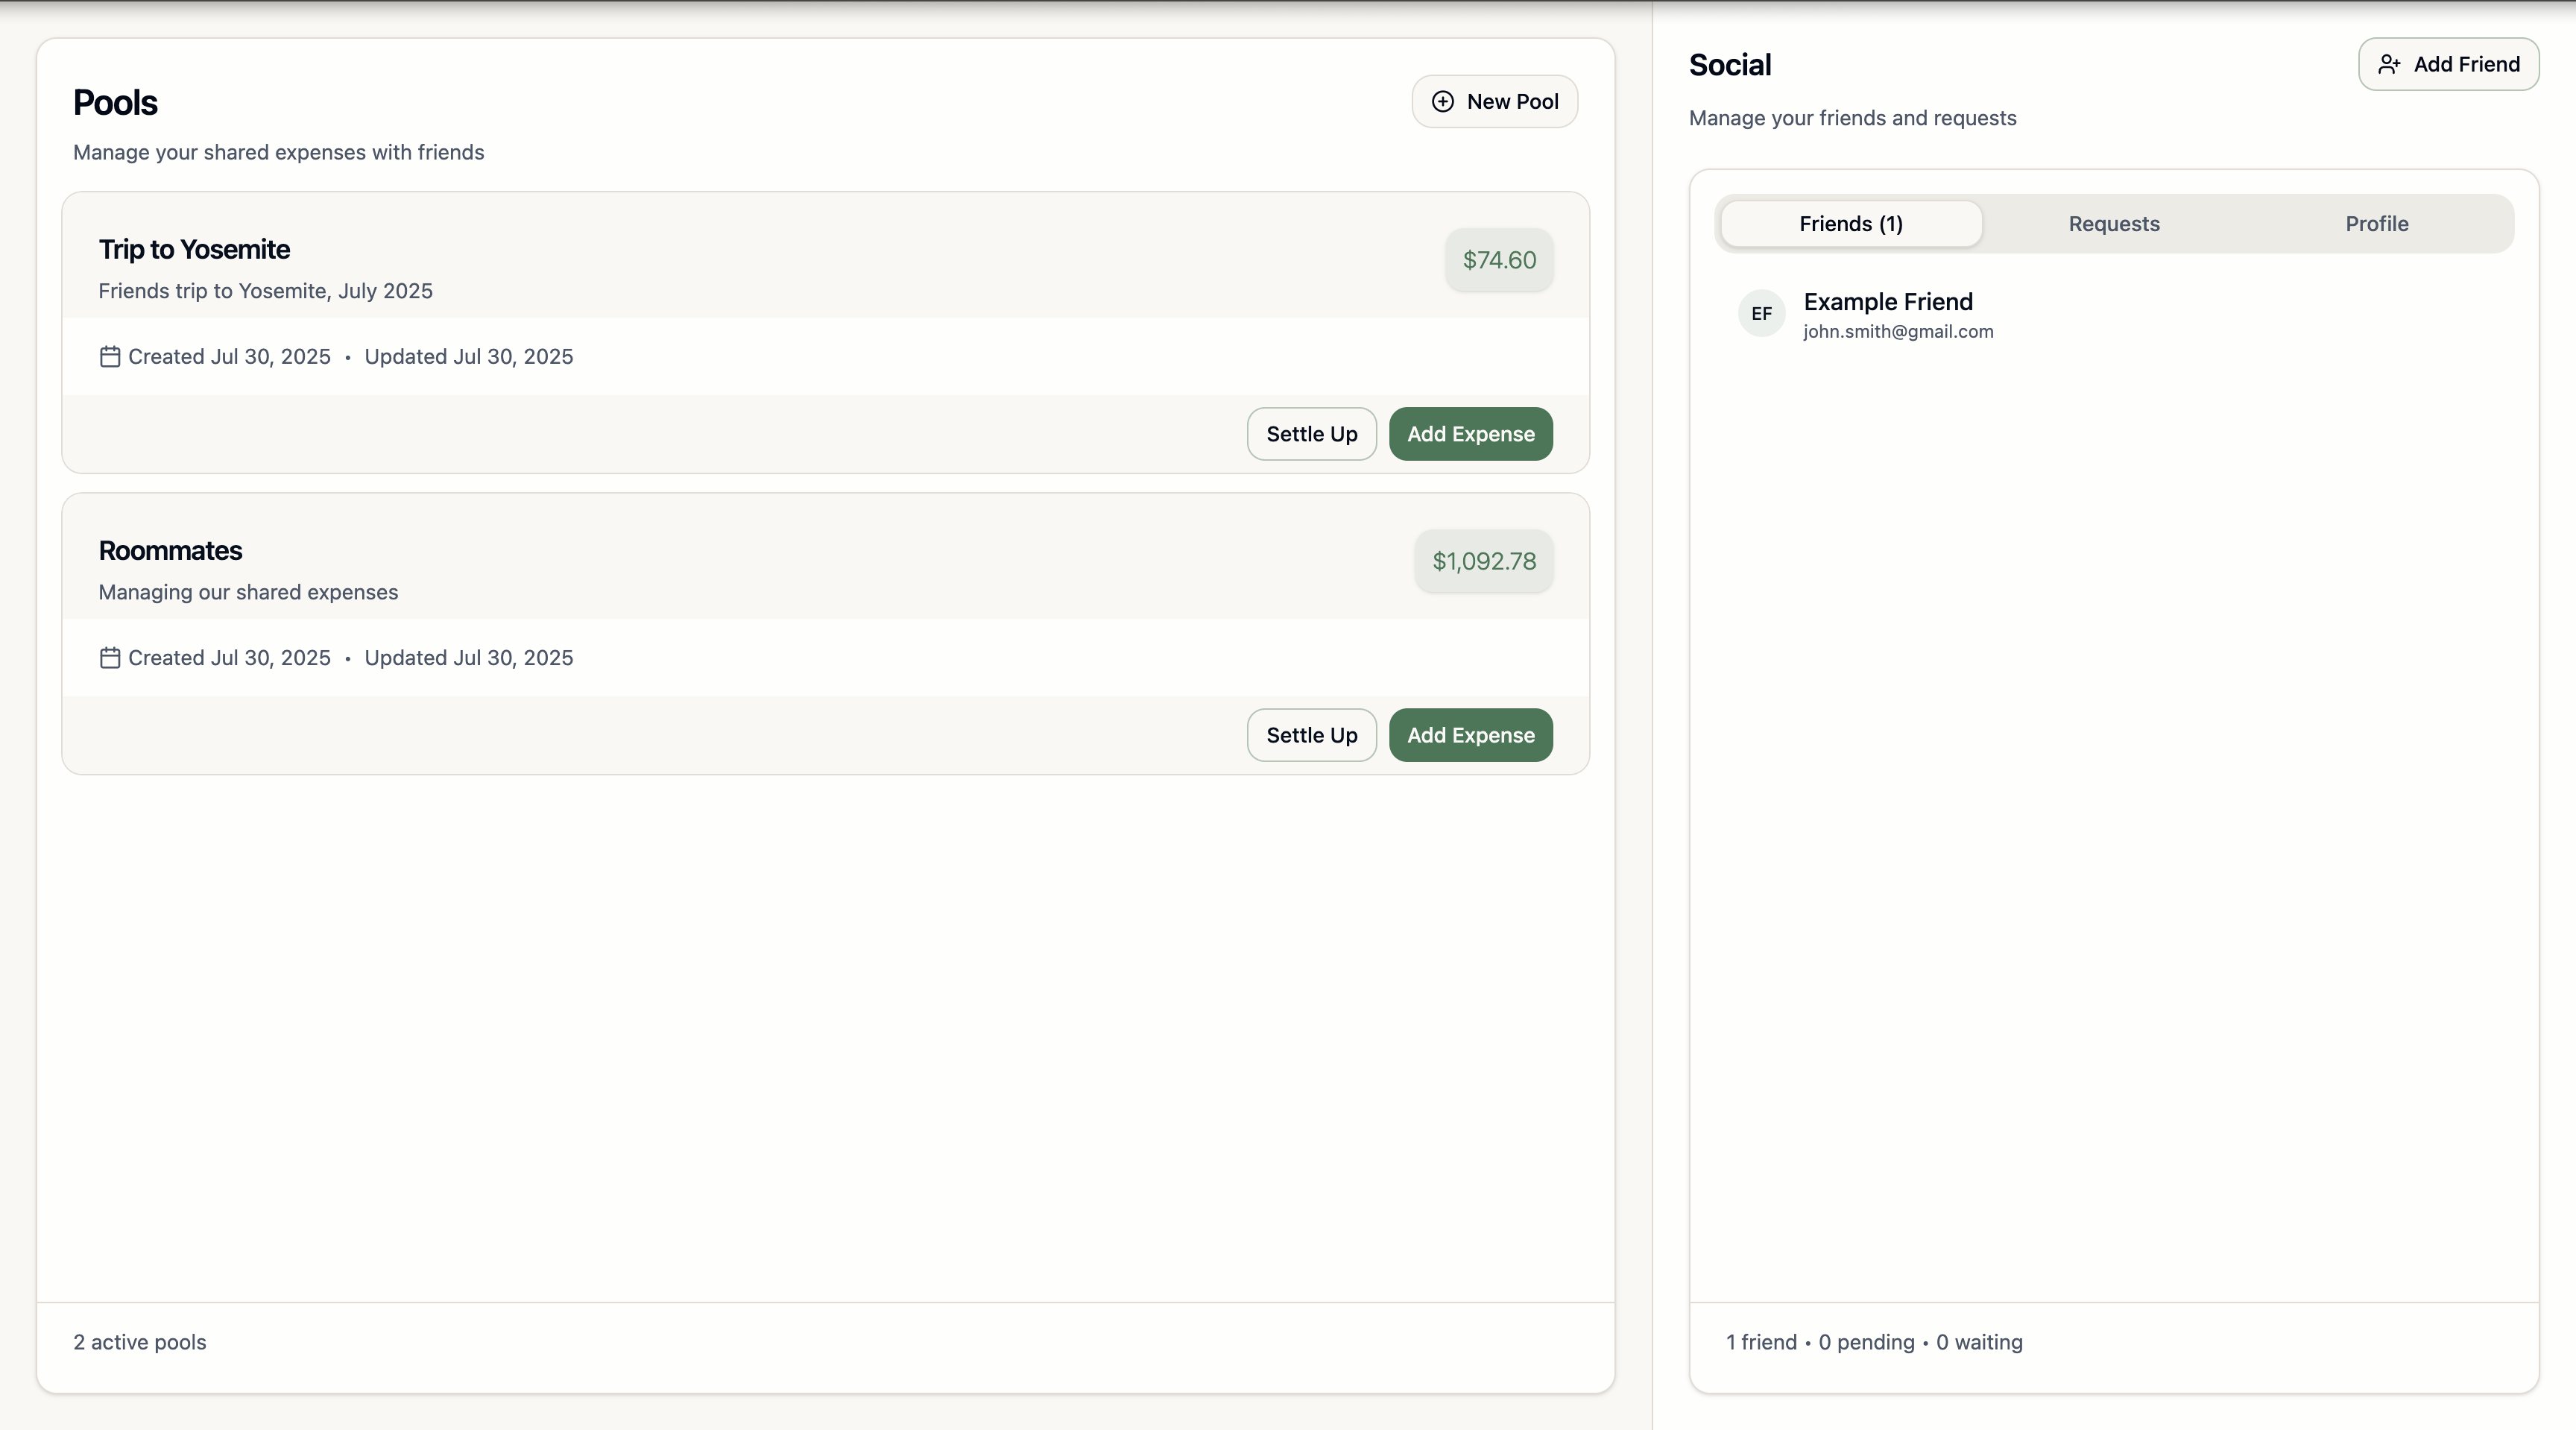 Pools
New Pool
Manage your shared expenses with friends
Trip to Yosemite
$74.60
Friends trip to Yosemite, July 2025
Created Jul 30, 2025 • Updated Jul 30, 2025
Settle Up
Add Expense
Roommates
$1,092.78
Managing our shared expenses
Created Jul 30, 2025 • Updated Jul 30, 2025
Settle Up
Add Expense
2 active pools
Social
Add Friend
Manage your friends and requests
Friends (1)
Requests
Profile
EF
Example Friend
john.smith@gmail.com
1 friend • 0 pending • 0 waiting